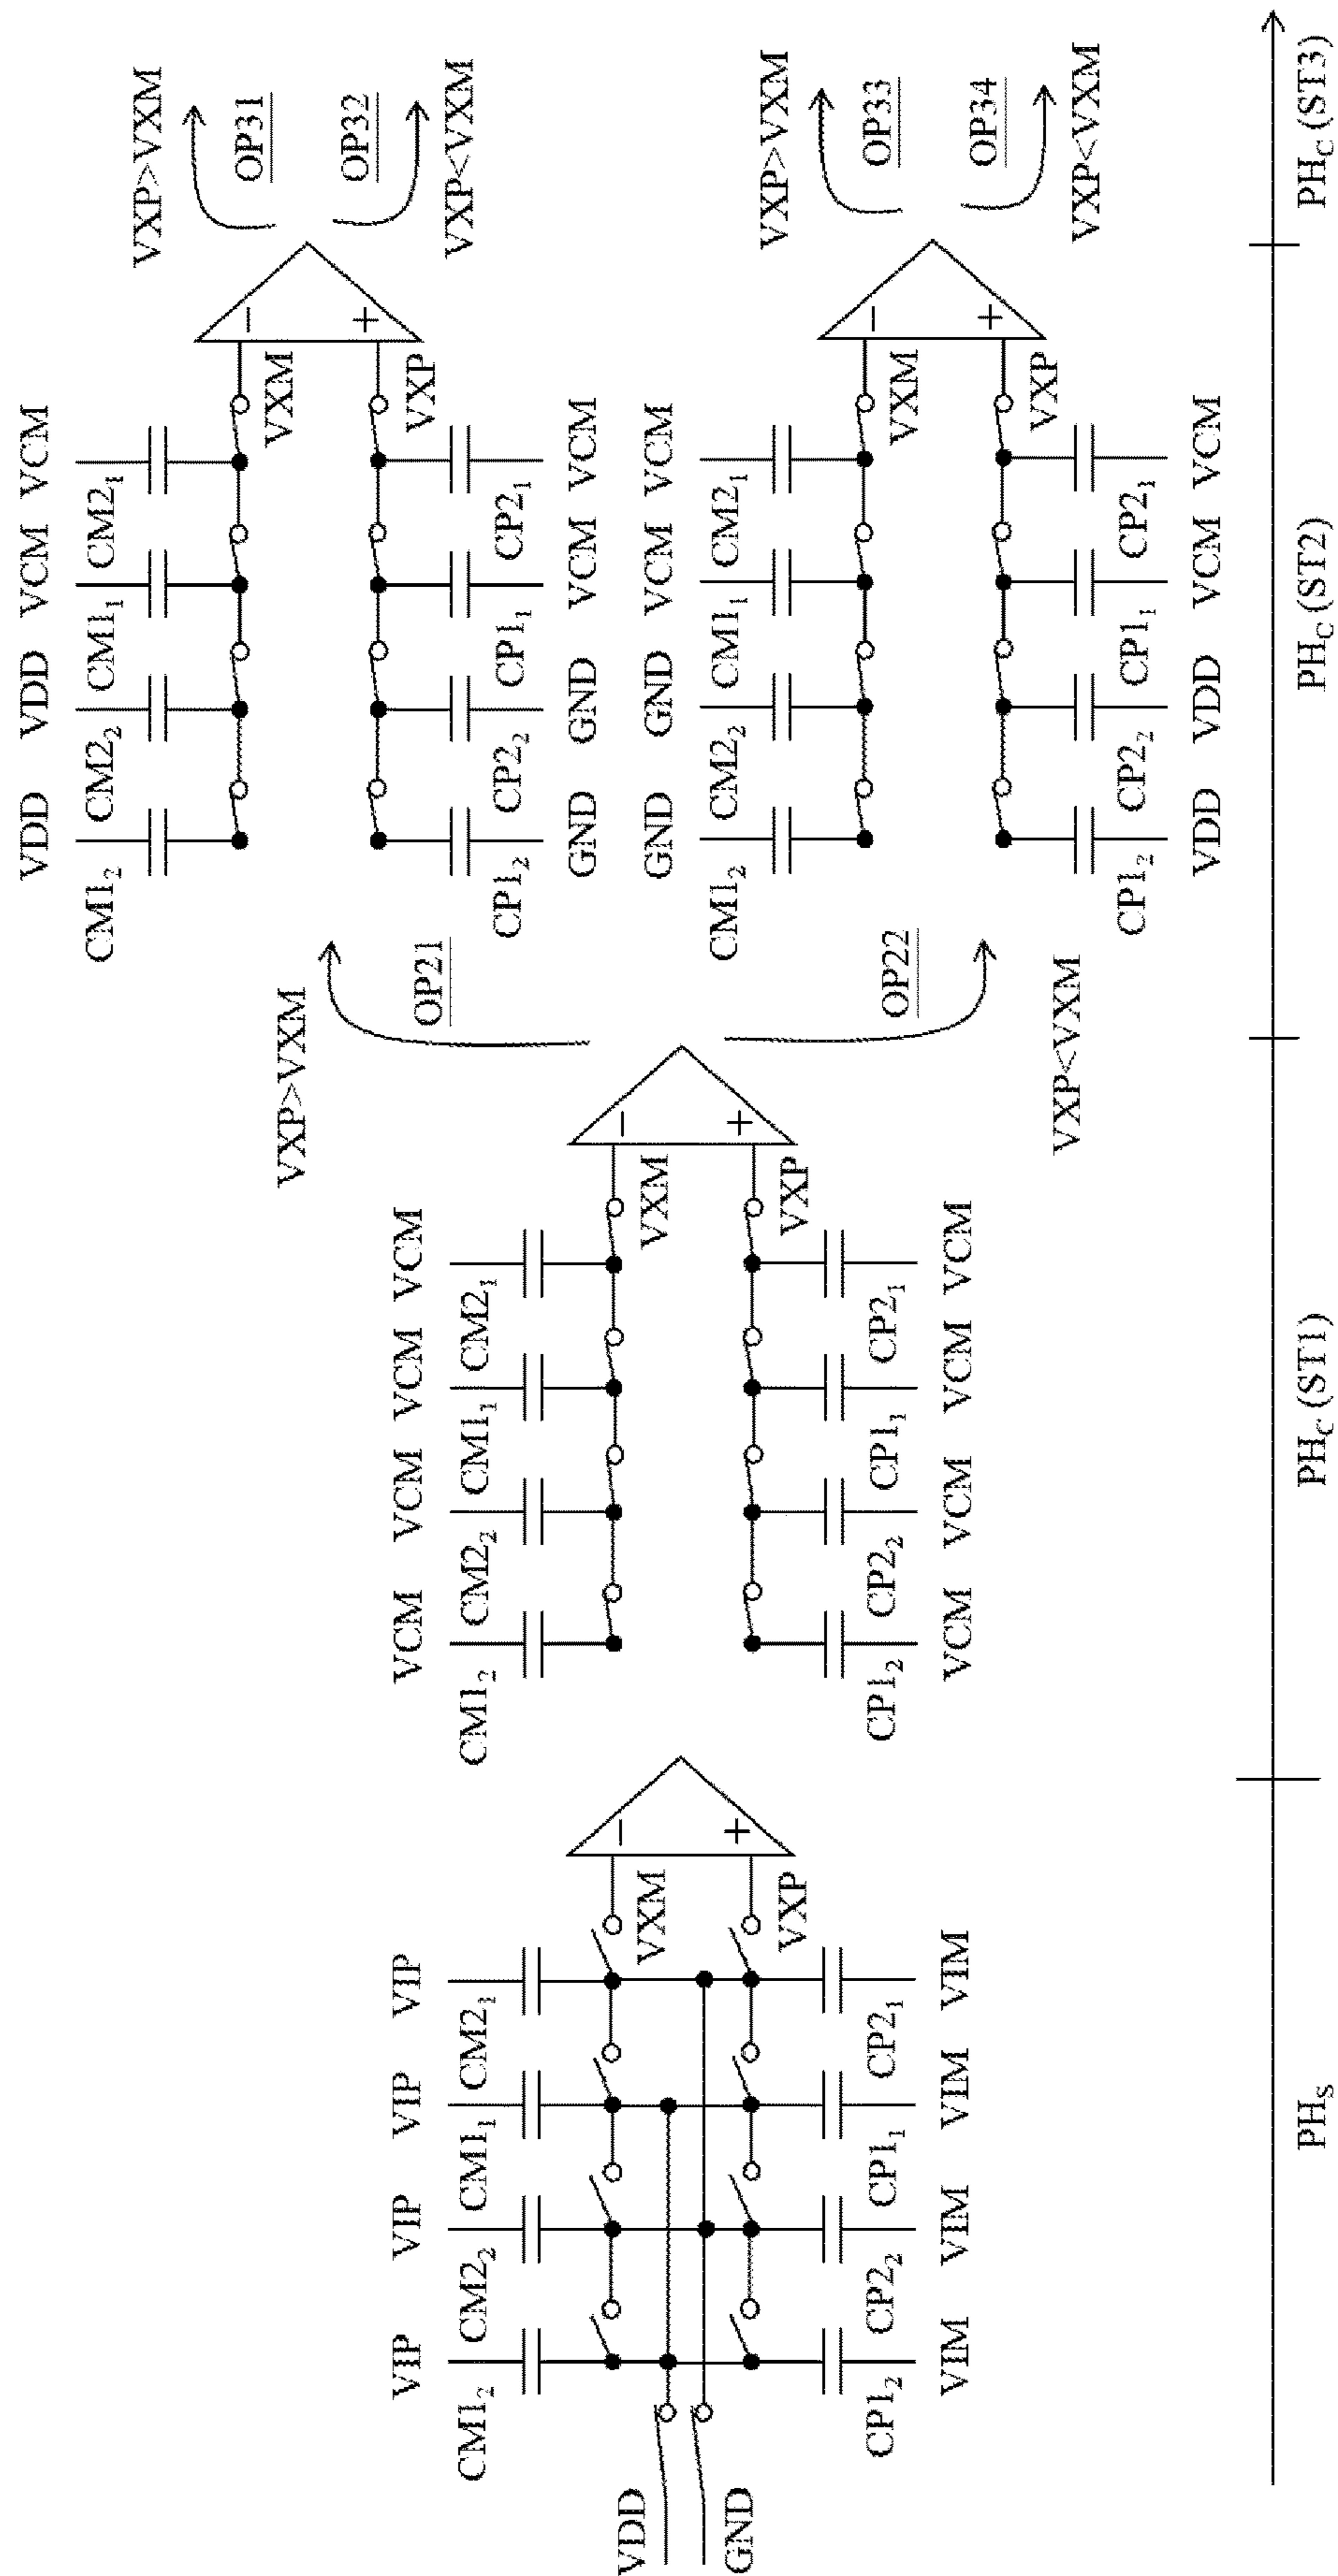 VIP VIP VIP VIP
CM1₂ CM2₂ CM1₁ CM2₁
VDD
GND
VXM
VXP
−
+
CP1₂ CP2₂ CP1₁ CP2₁
VIM VIM VIM VIM
VCM VCM VCM VCM
CM1₂ CM2₂ CM1₁ CM2₁
VXM
VXP
−
+
CP1₂ CP2₂ CP1₁ CP2₁
VCM VCM VCM VCM
VXP>VXM
OP21
OP22
VXP<VXM
VDD VDD VCM VCM
CM1₂ CM2₂ CM1₁ CM2₁
VXM
VXP
−
+
CP1₂ CP2₂ CP1₁ CP2₁
GND GND VCM VCM
VXP>VXM
OP31
OP32
VXP<VXM
GND GND VCM VCM
CM1₂ CM2₂ CM1₁ CM2₁
VXM
VXP
−
+
CP1₂ CP2₂ CP1₁ CP2₁
VDD VDD VCM VCM
VXP>VXM
OP33
OP34
VXP<VXM
PH_S
PH_C (ST1)
PH_C (ST2)
PH_C (ST3)